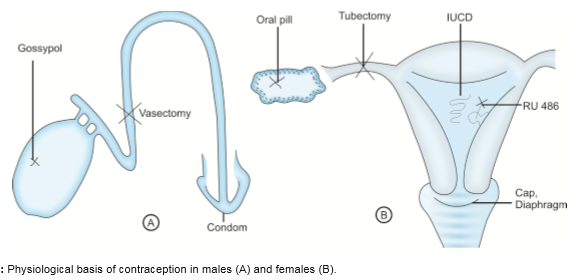 Gossypol
Vasectomy
Condom
A
Oral pill
Tubectomy
IUCD
RU 486
Cap,
Diaphragm
B
: Physiological basis of contraception in males (A) and females (B).